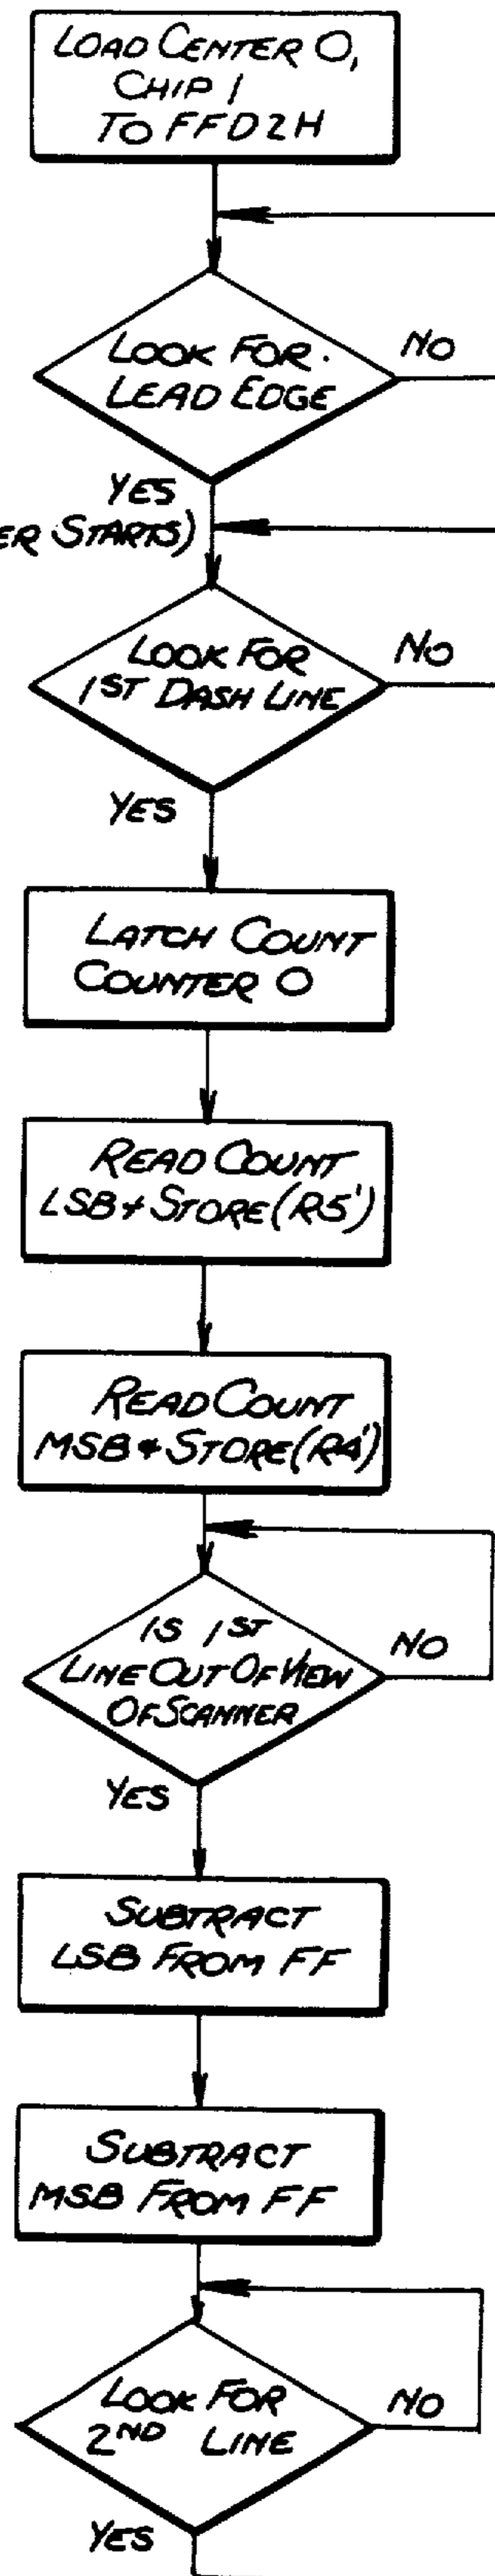 LOAD CENTER 0,
CHIP 1
TO FFD2H
LOOK FOR
LEAD EDGE
NO
YES
ER STARTS)
LOOK FOR
1ST DASH LINE
NO
YES
LATCH COUNT
COUNTER 0
READ COUNT
LSB & STORE (R5')
READ COUNT
MSB & STORE (R4')
IS 1ST
LINE OUT OF VIEW
OF SCANNER
NO
YES
SUBTRACT
LSB FROM FF
SUBTRACT
MSB FROM FF
LOOK FOR
2ND LINE
NO
YES